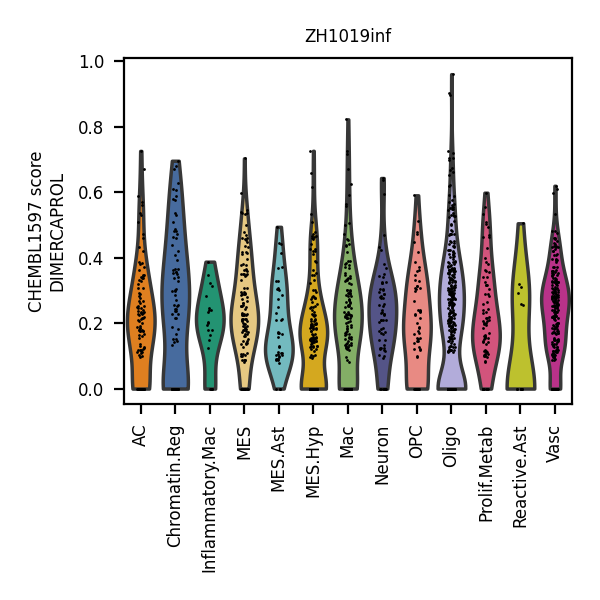 ZH1019inf
CHEMBL1597 score
DIMERCAPROL
1.0
0.8
0.6
0.4
0.2
0.0
AC
Chromatin.Reg
Inflammatory.Mac
MES
MES.Ast
MES.Hyp
Mac
Neuron
OPC
Oligo
Prolif.Metab
Reactive.Ast
Vasc